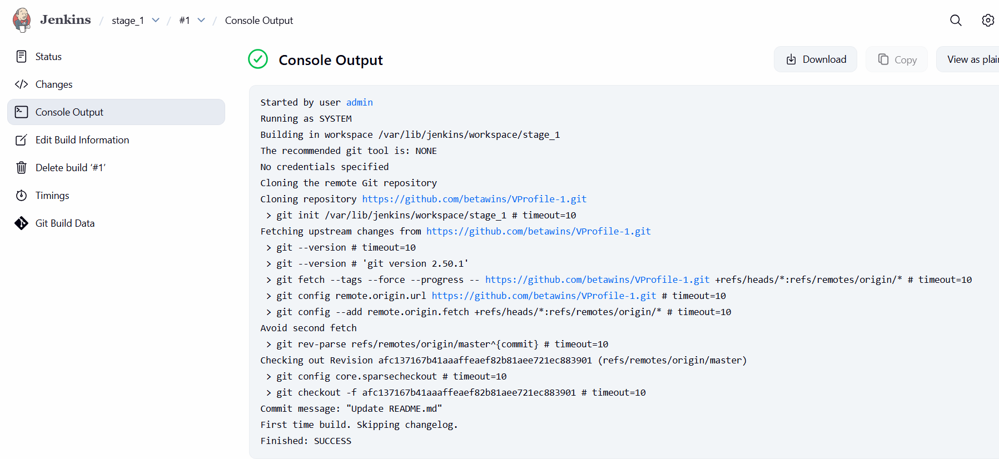 Jenkins / stage_1 / #1 / Console Output
Status
Changes
Console Output
Edit Build Information
Delete build ‘#1’
Timings
Git Build Data
Console Output
Download
Copy
View as plai
Started by user admin
Running as SYSTEM
Building in workspace /var/lib/jenkins/workspace/stage_1
The recommended git tool is: NONE
No credentials specified
Cloning the remote Git repository
Cloning repository https://github.com/betawins/VProfile-1.git
 > git init /var/lib/jenkins/workspace/stage_1 # timeout=10
Fetching upstream changes from https://github.com/betawins/VProfile-1.git
 > git --version # timeout=10
 > git --version # 'git version 2.50.1'
 > git fetch --tags --force --progress -- https://github.com/betawins/VProfile-1.git +refs/heads/*:refs/remotes/origin/* # timeout=10
 > git config remote.origin.url https://github.com/betawins/VProfile-1.git # timeout=10
 > git config --add remote.origin.fetch +refs/heads/*:refs/remotes/origin/* # timeout=10
Avoid second fetch
 > git rev-parse refs/remotes/origin/master^{commit} # timeout=10
Checking out Revision afc137167b41aaaffeaef82b81aee721ec883901 (refs/remotes/origin/master)
 > git config core.sparsecheckout # timeout=10
 > git checkout -f afc137167b41aaaffeaef82b81aee721ec883901 # timeout=10
Commit message: "Update README.md"
First time build. Skipping changelog.
Finished: SUCCESS